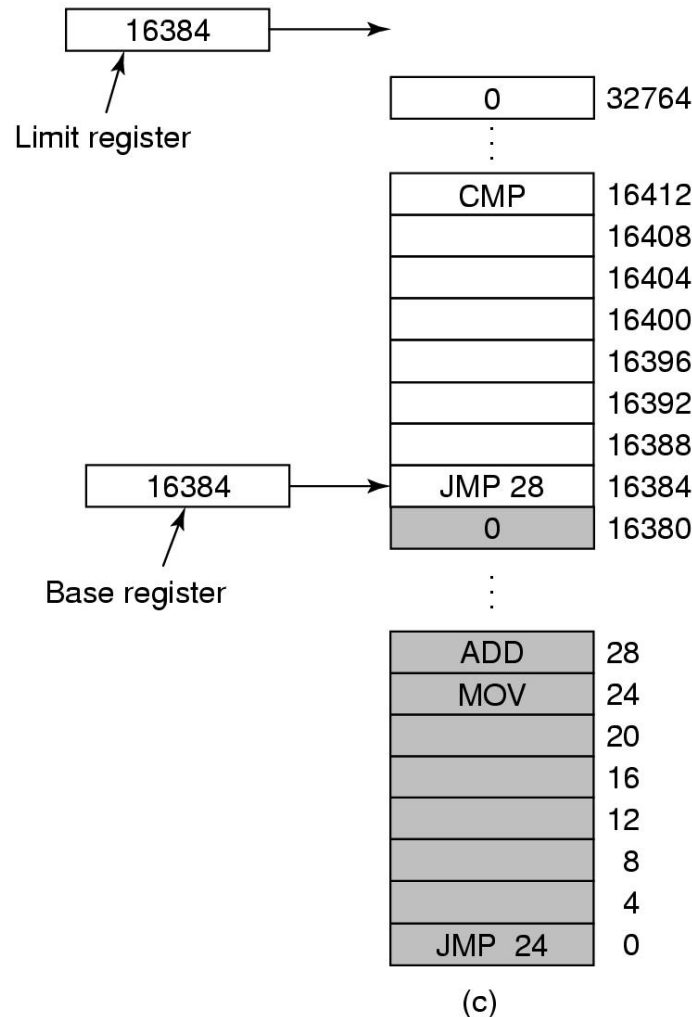 16384
Limit register
0 32764
CMP 16412
16408
16404
16400
16396
16392
16388
16384 JMP 28 16384
0 16380
Base register
ADD 28
MOV 24
20
16
12
8
4
JMP 24 0
(c)